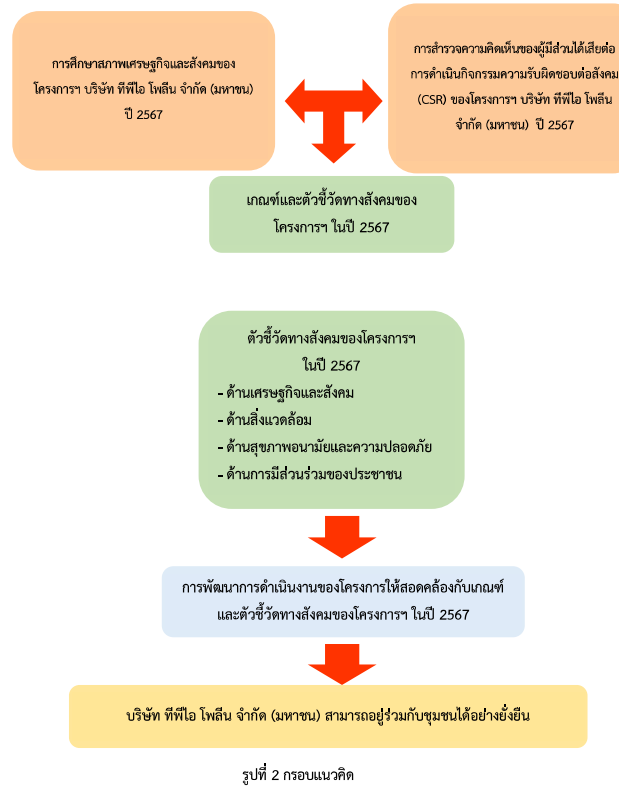 การศึกษาสภาพเศรษฐกิจและสังคมของ
โครงการฯ บริษัท ทีพีไอ โพลีน จำกัด (มหาชน)
ปี 2567
การสำรวจความคิดเห็นของผู้มีส่วนได้เสียต่อ
การดำเนินกิจกรรมความรับผิดชอบต่อสังคม
(CSR) ของโครงการฯ บริษัท ทีพีไอ โพลีน
จำกัด (มหาชน) ปี 2567
เกณฑ์และตัวชี้วัดทางสังคมของ
โครงการฯ ในปี 2567
ตัวชี้วัดทางสังคมของโครงการฯ
ในปี 2567
- ด้านเศรษฐกิจและสังคม
- ด้านสิ่งแวดล้อม
- ด้านสุขภาพอนามัยและความปลอดภัย
- ด้านการมีส่วนร่วมของประชาชน
การพัฒนาการดำเนินงานของโครงการให้สอดคล้องกับเกณฑ์
และตัวชี้วัดทางสังคมของโครงการฯ ในปี 2567
บริษัท ทีพีไอ โพลีน จำกัด (มหาชน) สามารถอยู่ร่วมกับชุมชนได้อย่างยั่งยืน
รูปที่ 2 กรอบแนวคิด